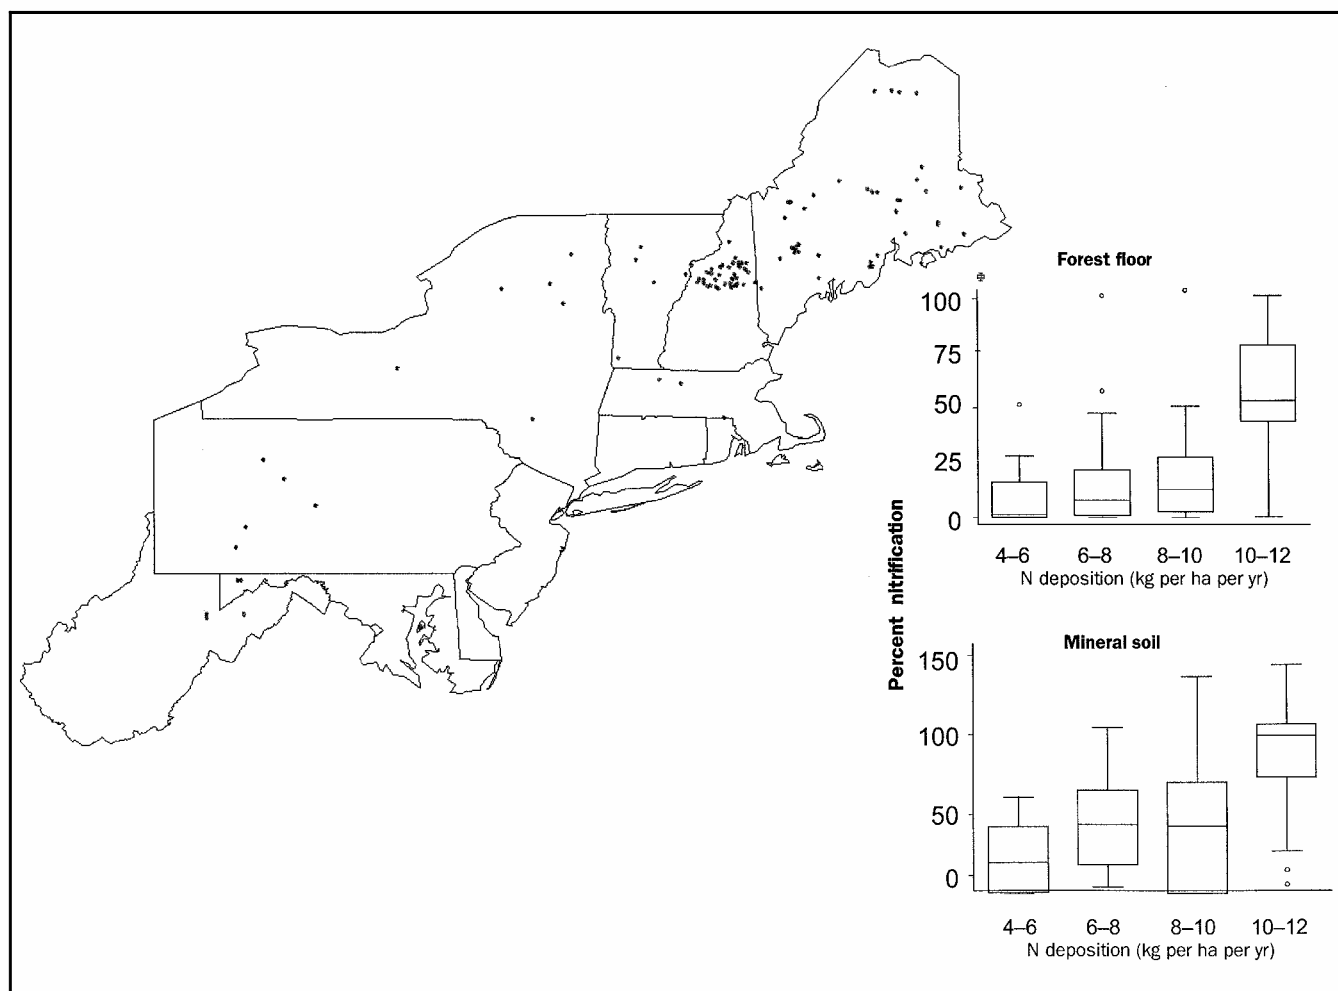 Forest floor
100
75
50
25
0
4–6 6–8 8–10 10–12
N deposition (kg per ha per yr)
Percent nitrification
Mineral soil
150
100
50
0
4–6 6–8 8–10 10–12
N deposition (kg per ha per yr)